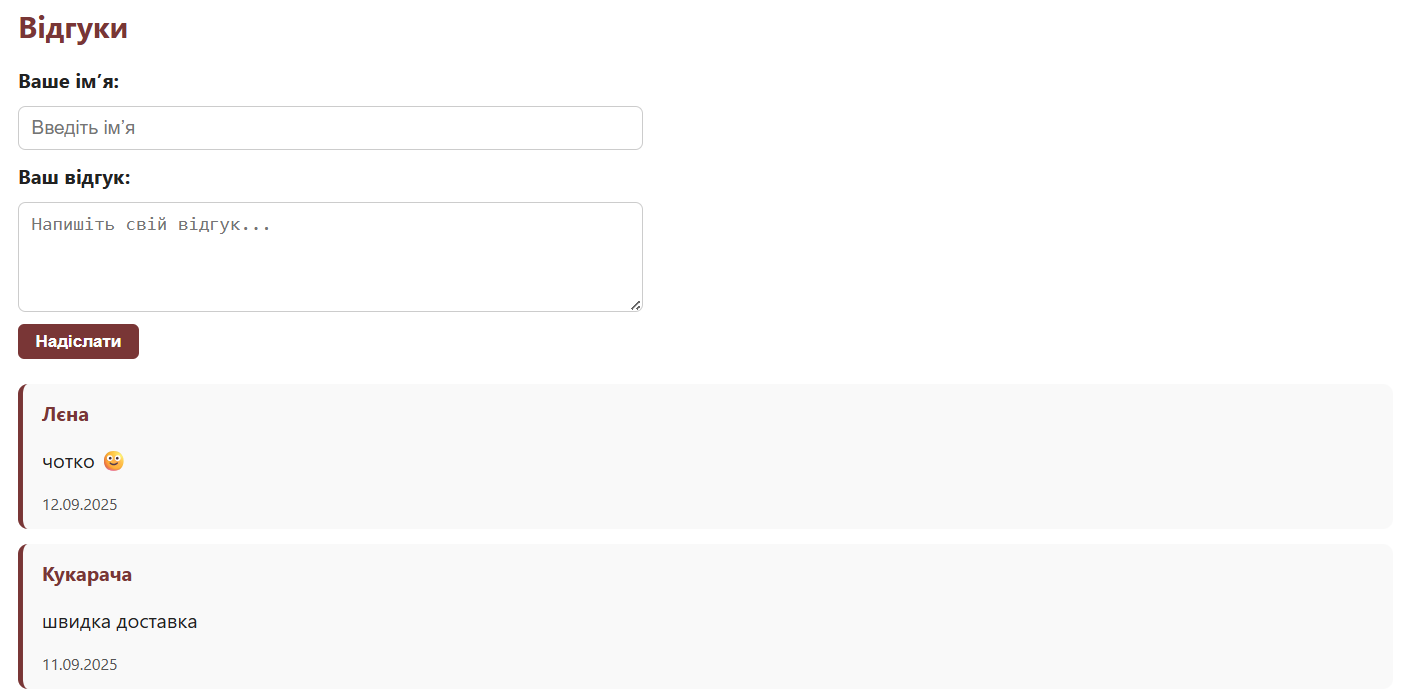 Відгуки
Ваше ім’я:
Введіть ім’я
Ваш відгук:
Напишіть свій відгук...
Надіслати
Лєна
чотко 🙂
12.09.2025
Кукарача
швидка доставка
11.09.2025